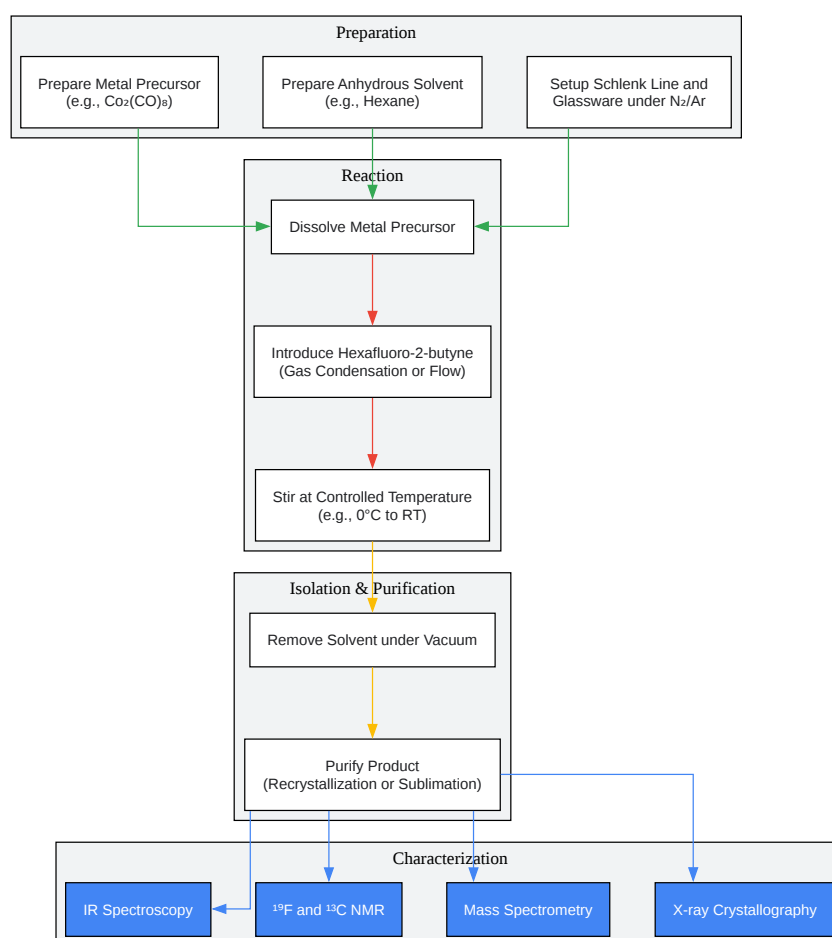 Preparation
Prepare Metal Precursor
(e.g., Co₂(CO)₈)
Prepare Anhydrous Solvent
(e.g., Hexane)
Setup Schlenk Line and
Glassware under N₂/Ar
Reaction
Dissolve Metal Precursor
Introduce Hexafluoro-2-butyne
(Gas Condensation or Flow)
Stir at Controlled Temperature
(e.g., 0°C to RT)
Isolation & Purification
Remove Solvent under Vacuum
Purify Product
(Recrystallization or Sublimation)
Characterization
IR Spectroscopy
¹⁹F and ¹³C NMR
Mass Spectrometry
X-ray Crystallography